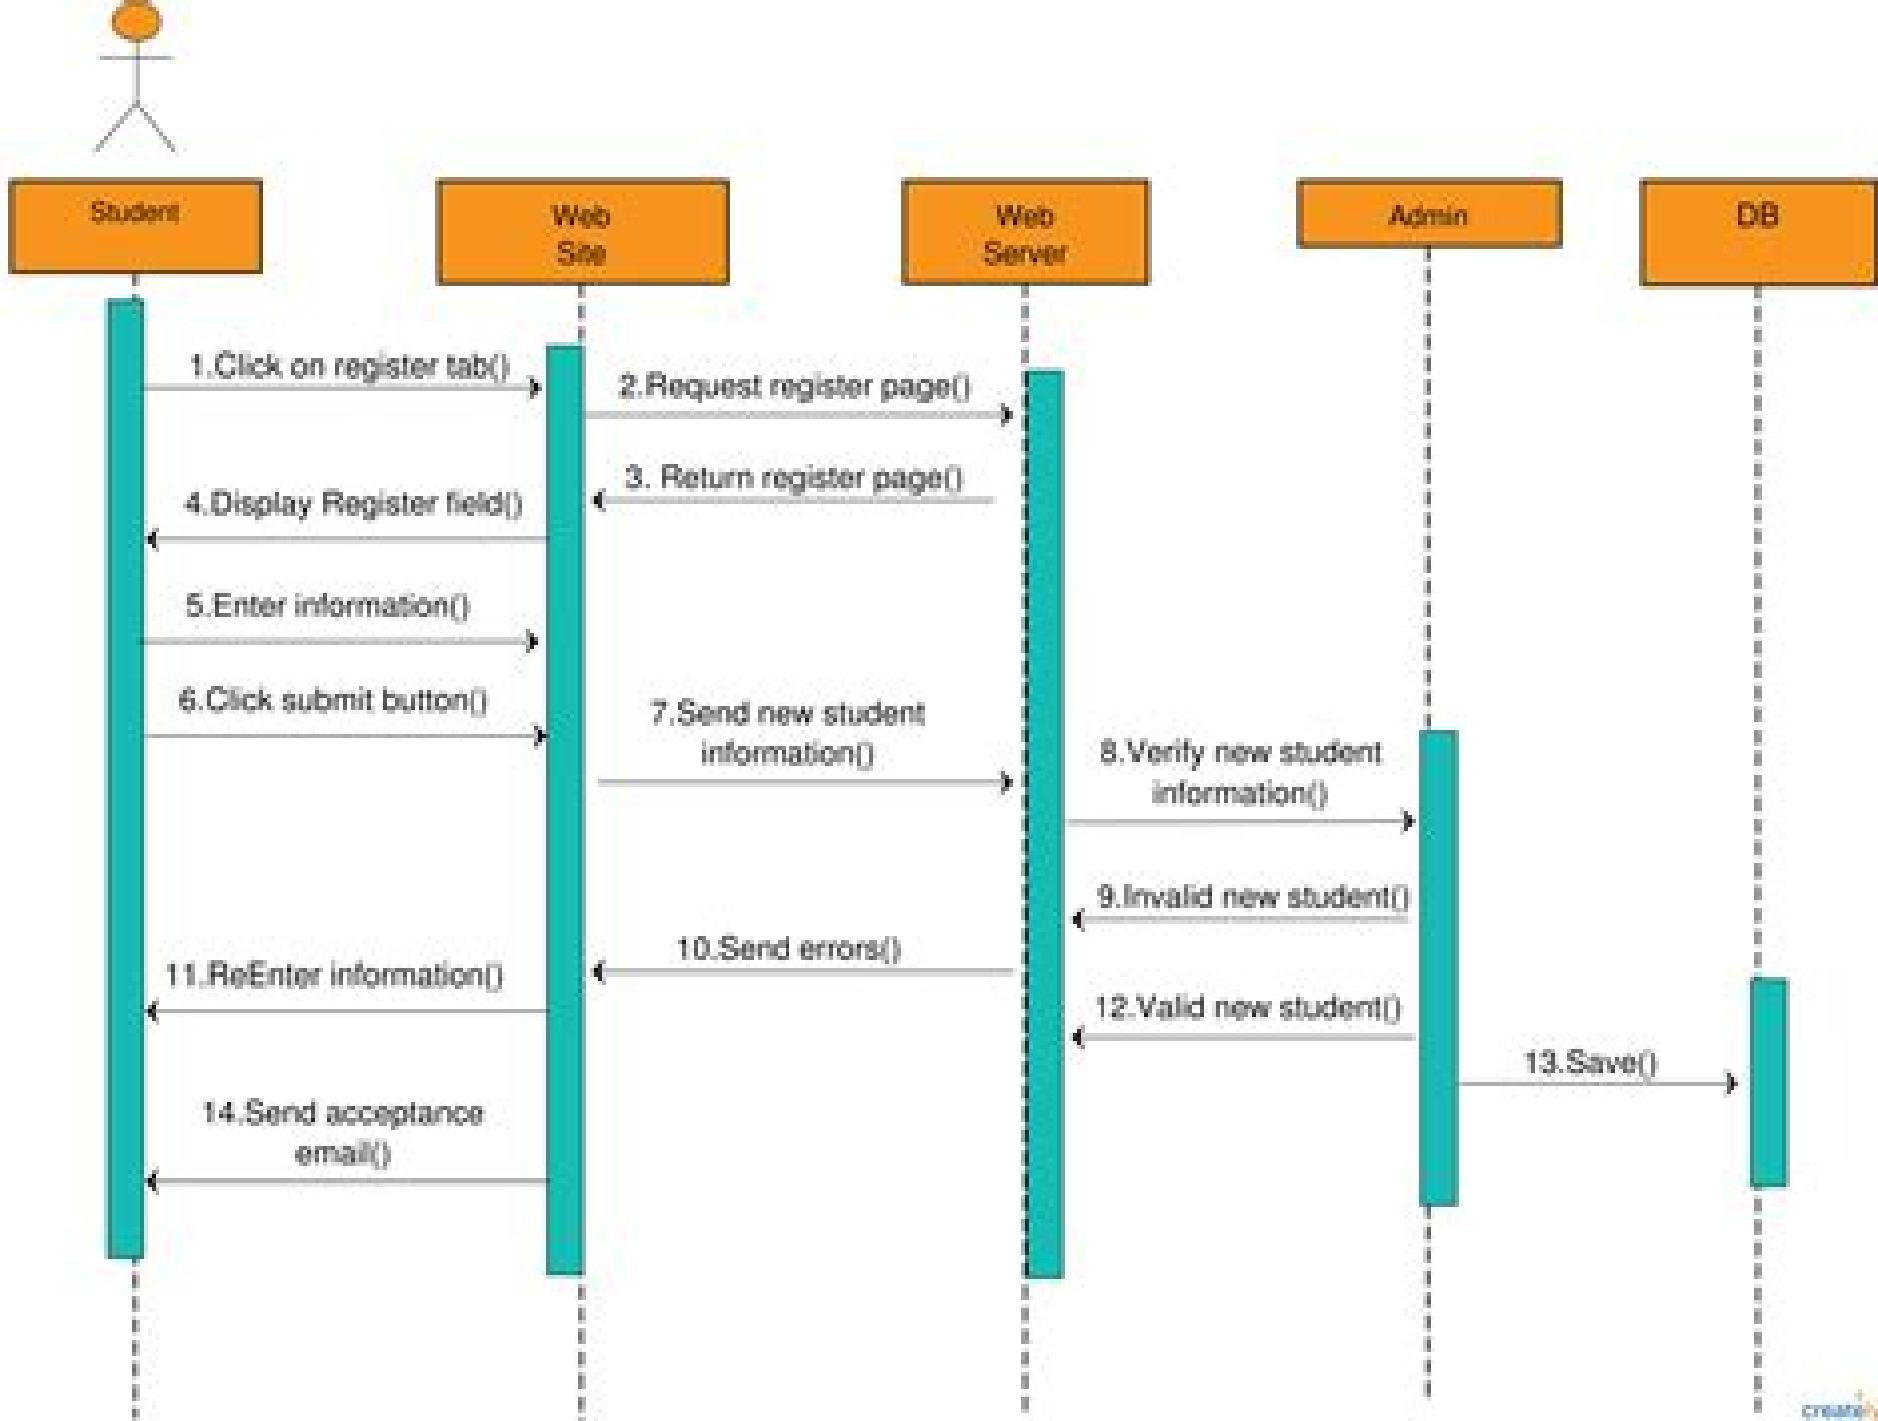 Student
Web
Site
Web
Server
Admin
DB
1.Click on register tab()
2.Request register page()
3. Return register page()
4.Display Register field()
5.Enter information()
6.Click submit button()
7.Send new student
information()
8.Verify new student
information()
9.Invalid new student()
10.Send errors()
11.ReEnter information()
12.Valid new student()
13.Save()
14.Send acceptance
email()